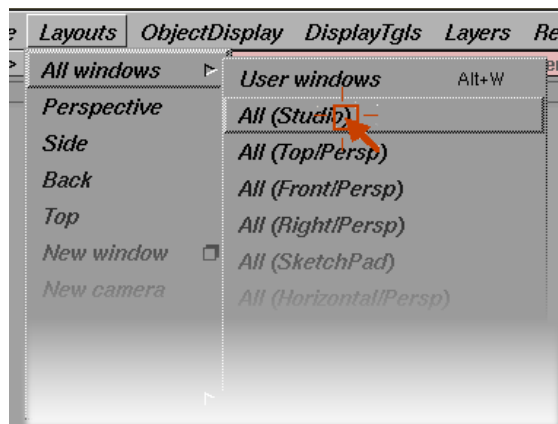 Layouts ObjectDisplay DisplayTgls Layers Re
All windows
Perspective
Side
Back
Top
New window
New camera
User windows Alt+W
All (Studio)
All (Top/Persp)
All (Front/Persp)
All (Right/Persp)
All (SketchPad)
All (Horizontal/Persp)